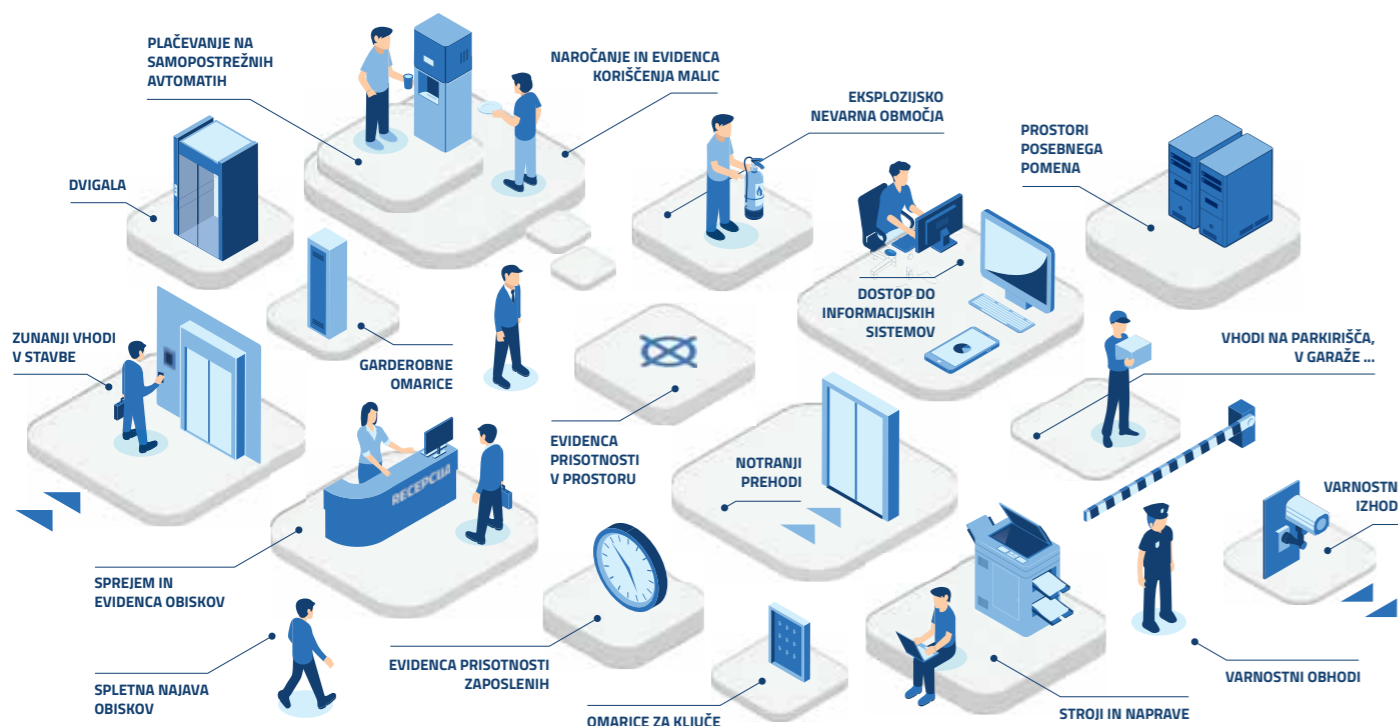 PLAČEVANJE NA
SAMOPOSTREŽNIH
AVTOMATIH
NAROČANJE IN EVIDENCA
KORIŠČENJA MALIC
EKSPLOZIJSKO
NEVARNA OBMOČJA
PROSTORI
POSEBNEGA
POMENA
DVIGALA
ZUNANJI VHODI
V STAVBE
GARDEROBNE
OMARICE
DOSTOP DO
INFORMACIJSKIH
SISTEMOV
VHODI NA PARKIRIŠČA,
V GARAŽE ...
EVIDENCA
PRISOTNOSTI
V PROSTORU
NOTRANJI
PREHODI
RECEPCIJA
VARNOSTN
IZHOD
SPREJEM IN
EVIDENCA OBISKOV
EVIDENCA PRISOTNOSTI
ZAPOSLENIH
SPLETNA NAJAVA
OBISKOV
OMARICE ZA KLJUČE
STROJI IN NAPRAVE
VARNOSTNI OBHODI